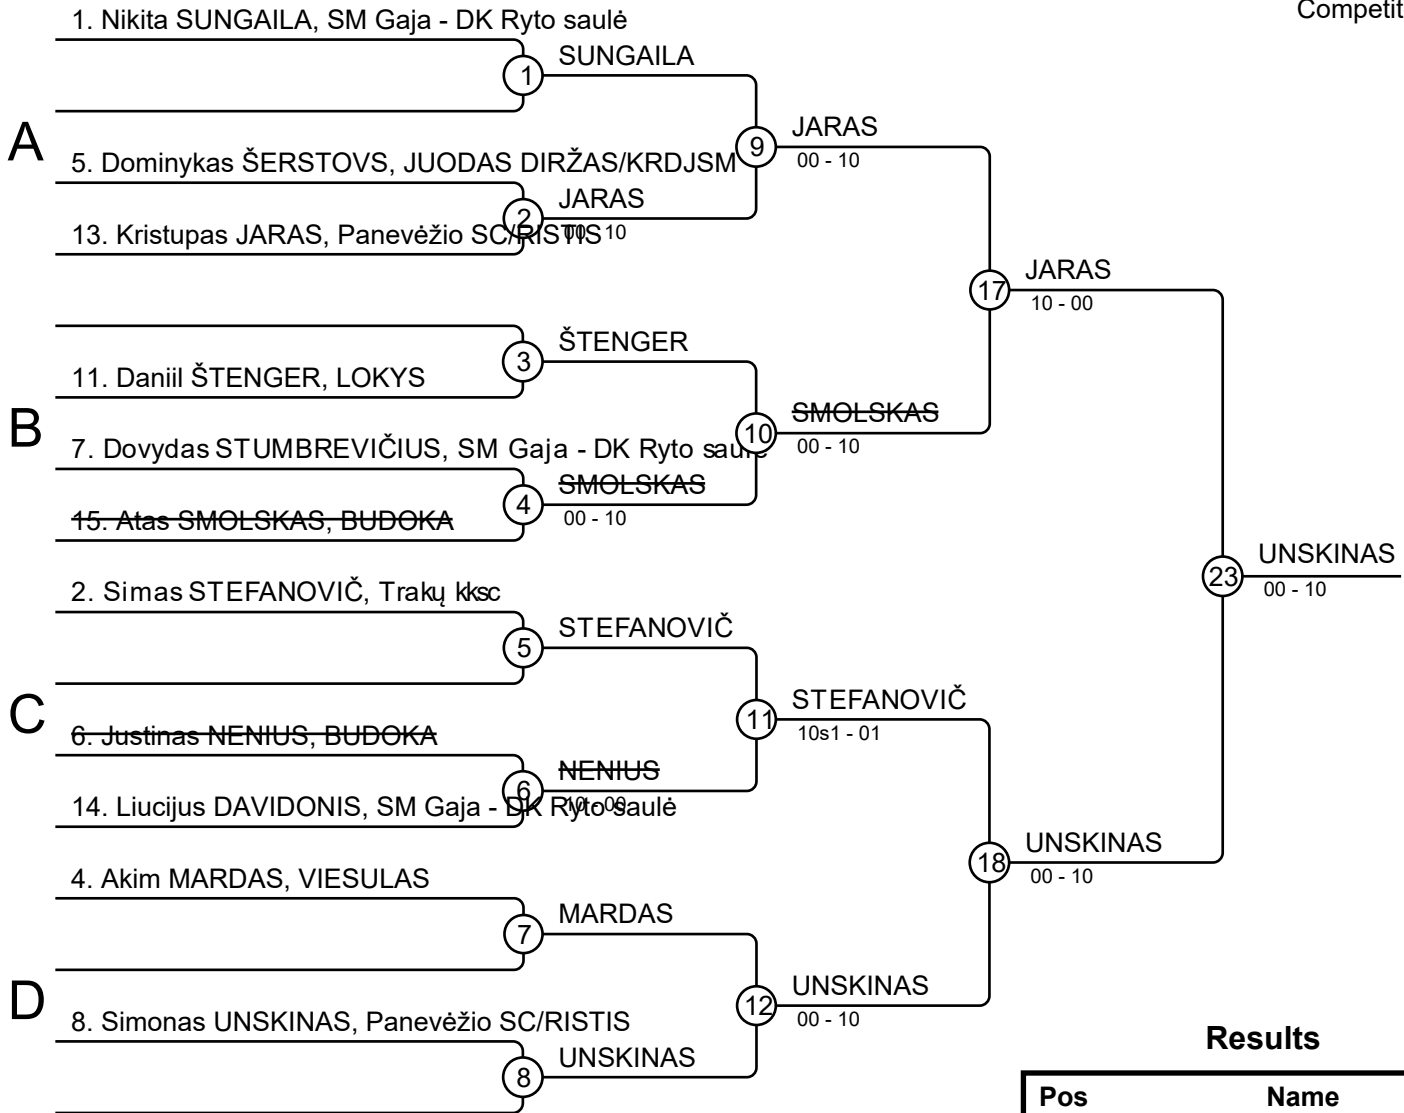 Competit
1. Nikita SUNGAILA, SM Gaja - DK Ryto saulė
1 SUNGAILA
A
9 JARAS
00 - 10
5. Dominykas ŠERSTOVS, JUODAS DIRŽAS/KRDJSM
2 JARAS
00 - 10
13. Kristupas JARAS, Panevėžio SC/RISTIS
17 JARAS
10 - 00
3 ŠTENGER
11. Daniil ŠTENGER, LOKYS
B
10 SMOLSKAS
00 - 10
7. Dovydas STUMBREVIČIUS, SM Gaja - DK Ryto saulė
4 SMOLSKAS
00 - 10
15. Atas SMOLSKAS, BUDOKA
23 UNSKINAS
00 - 10
2. Simas STEFANOVIČ, Trakų kksc
5 STEFANOVIČ
C
11 STEFANOVIČ
10s1 - 01
6. Justinas NENIUS, BUDOKA
6 NENIUS
10 - 00
14. Liucijus DAVIDONIS, SM Gaja - DK Ryto saulė
18 UNSKINAS
00 - 10
4. Akim MARDAS, VIESULAS
7 MARDAS
D
12 UNSKINAS
00 - 10
8. Simonas UNSKINAS, Panevėžio SC/RISTIS
8 UNSKINAS
Results
Pos Name